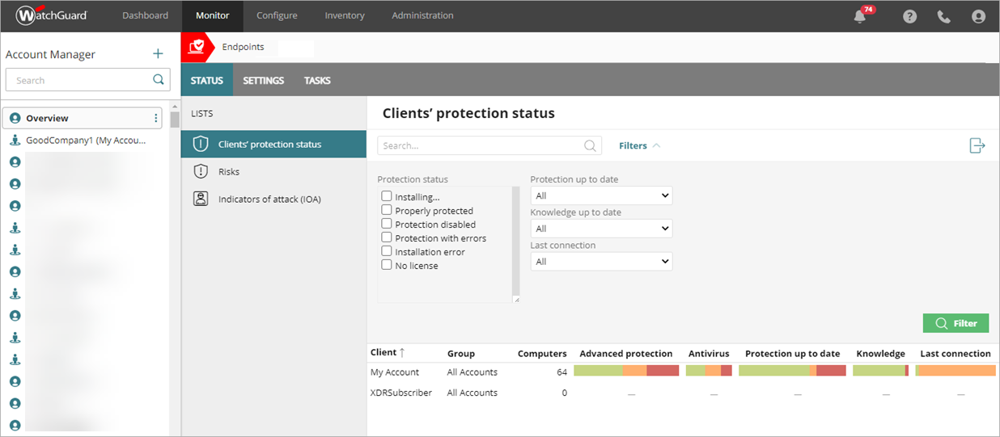 WatchGuard Dashboard Monitor Configure Inventory Administration 74
Account Manager
Search
Overview
GoodCompany1 (My Accou...
Endpoints
STATUS SETTINGS TASKS
LISTS
Clients' protection status
Risks
Indicators of attack (IOA)
Clients' protection status
Search...
Filters
Protection status
Installing...
Properly protected
Protection disabled
Protection with errors
Installation error
No license
Protection up to date
All
Knowledge up to date
All
Last connection
All
Filter
Client Group Computers Advanced protection Antivirus Protection up to date Knowledge Last connection
My Account All Accounts 64
XDRSubscriber All Accounts 0 — — — — —